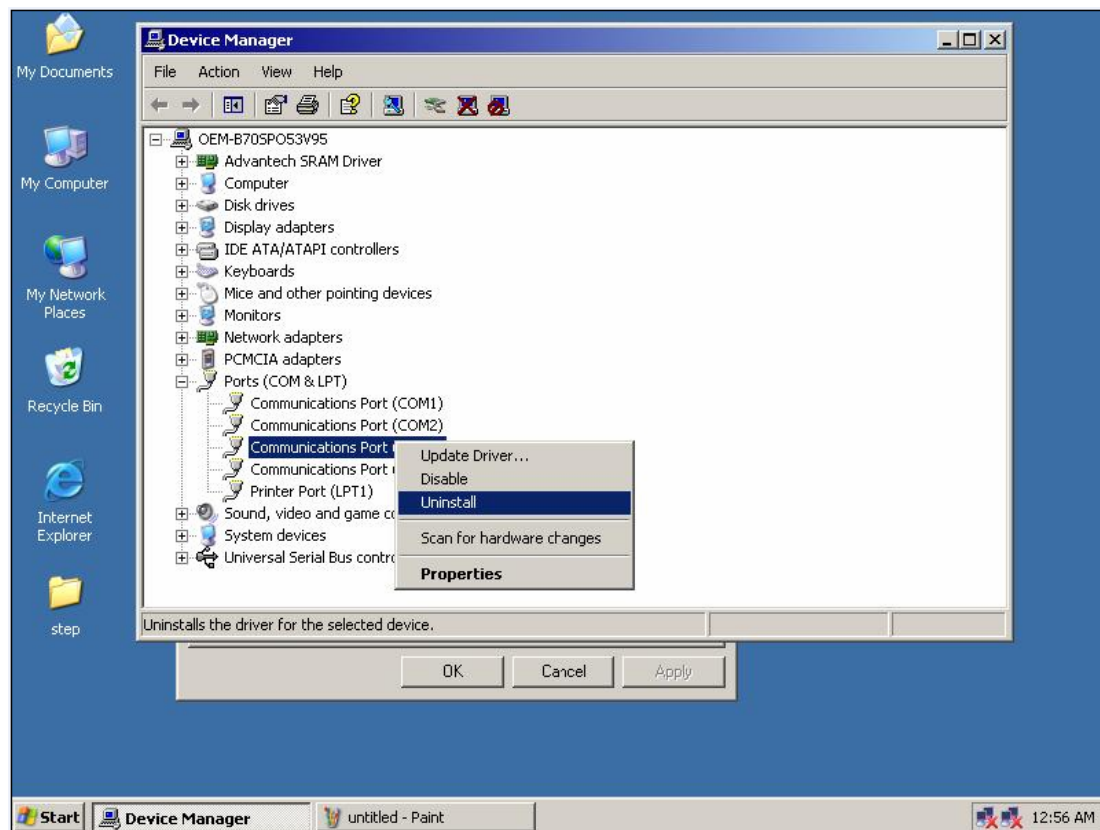 My Documents
My Computer
My Network
Places
Recycle Bin
Internet
Explorer
step
Device Manager
File Action View Help
OEM-B70SPO53V95
Advantech SRAM Driver
Computer
Disk drives
Display adapters
IDE ATA/ATAPI controllers
Keyboards
Mice and other pointing devices
Monitors
Network adapters
PCMCIA adapters
Ports (COM & LPT)
Communications Port (COM1)
Communications Port (COM2)
Communications Port
Communications Port
Printer Port (LPT1)
Sound, video and game
System devices
Universal Serial Bus
Update Driver...
Disable
Uninstall
Scan for hardware changes
Properties
Uninstalls the driver for the selected device.
OK Cancel Apply
Start Device Manager untitled - Paint 12:56 AM